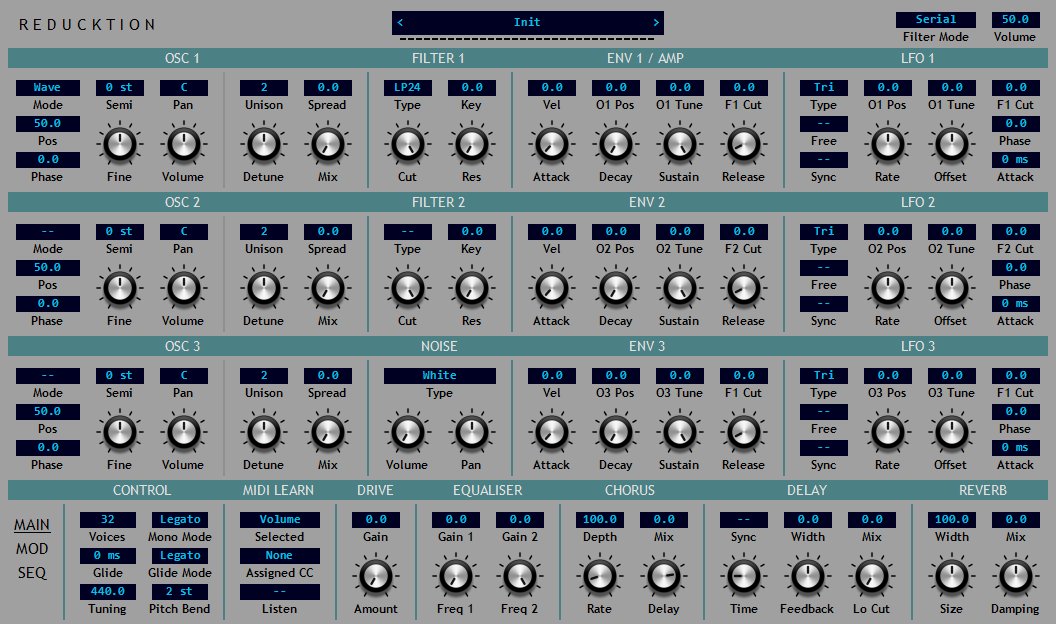 REDUCKTION < Init > Serial 50.0
Filter Mode Volume
OSC 1 FILTER 1 ENV 1 / AMP LFO 1
Wave 0 st C 2 0.0 LP24 0.0 0.0 0.0 0.0 0.0 Tri 0.0 0.0 0.0
Mode Semi Pan Unison Spread Type Key Vel O1 Pos O1 Tune F1 Cut Type O1 Pos O1 Tune F1 Cut
50.0 -- 0.0
Pos Free Phase
0.0 -- 0 ms
Phase Fine Volume Detune Mix Cut Res Attack Decay Sustain Release Sync Rate Offset Attack
OSC 2 FILTER 2 ENV 2 LFO 2
-- 0 st C 2 0.0 -- 0.0 0.0 0.0 0.0 0.0 Tri 0.0 0.0 0.0
Mode Semi Pan Unison Spread Type Key Vel O2 Pos O2 Tune F2 Cut Type O2 Pos O2 Tune F2 Cut
50.0 -- 0.0
Pos Free Phase
0.0 -- 0 ms
Phase Fine Volume Detune Mix Cut Res Attack Decay Sustain Release Sync Rate Offset Attack
OSC 3 NOISE ENV 3 LFO 3
-- 0 st C 2 0.0 White 0.0 0.0 0.0 0.0 Tri 0.0 0.0 0.0
Mode Semi Pan Unison Spread Type Vel O3 Pos O3 Tune F1 Cut Type O3 Pos O3 Tune F1 Cut
50.0 -- 0.0
Pos Free Phase
0.0 -- 0 ms
Phase Fine Volume Detune Mix Volume Pan Attack Decay Sustain Release Sync Rate Offset Attack
CONTROL MIDI LEARN DRIVE EQUALISER CHORUS DELAY REVERB
MAIN 32 Legato Volume 0.0 0.0 0.0 100.0 0.0 -- 0.0 0.0 100.0 0.0
Voices Mono Mode Selected Gain Gain 1 Gain 2 Depth Mix Sync Width Mix Width Mix
MOD 0 ms Legato None
Glide Glide Mode Assigned CC
SEQ 440.0 2 st --
Tuning Pitch Bend Listen Amount Freq 1 Freq 2 Rate Delay Time Feedback Lo Cut Size Damping